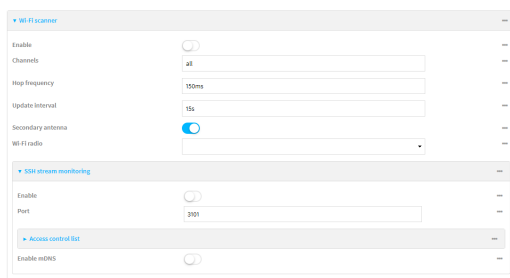 ▾ Wi-Fi scanner
Enable
Channels all
Hop frequency 150ms
Update interval 15s
Secondary antenna
Wi-Fi radio
▾ SSH stream monitoring
Enable
Port 3101
▸ Access control list
Enable mDNS